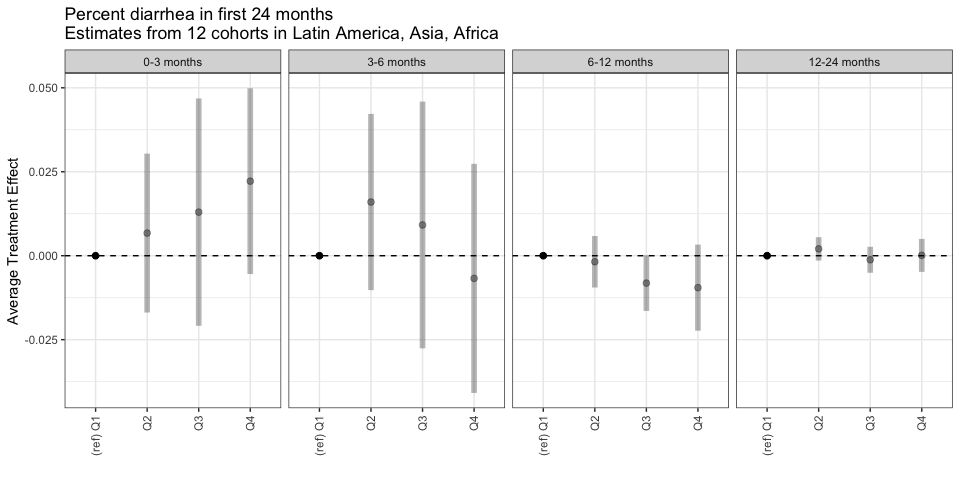 Percent diarrhea in first 24 months
Estimates from 12 cohorts in Latin America, Asia, Africa
0-3 months
3-6 months
6-12 months
12-24 months
Average Treatment Effect
0.050
0.025
0.000
-0.025
(ref) Q1
Q2
Q3
Q4
(ref) Q1
Q2
Q3
Q4
(ref) Q1
Q2
Q3
Q4
(ref) Q1
Q2
Q3
Q4